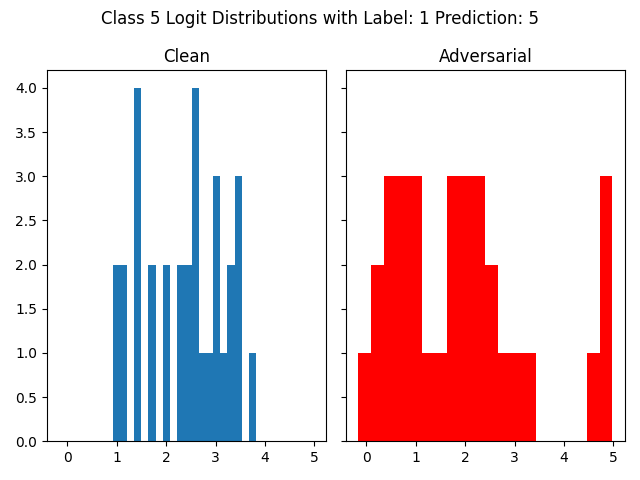 Class 5 Logit Distributions with Label: 1 Prediction: 5
Clean
Adversarial
4.0
3.5
3.0
2.5
2.0
1.5
1.0
0.5
0.0
0 1 2 3 4 5
0 1 2 3 4 5